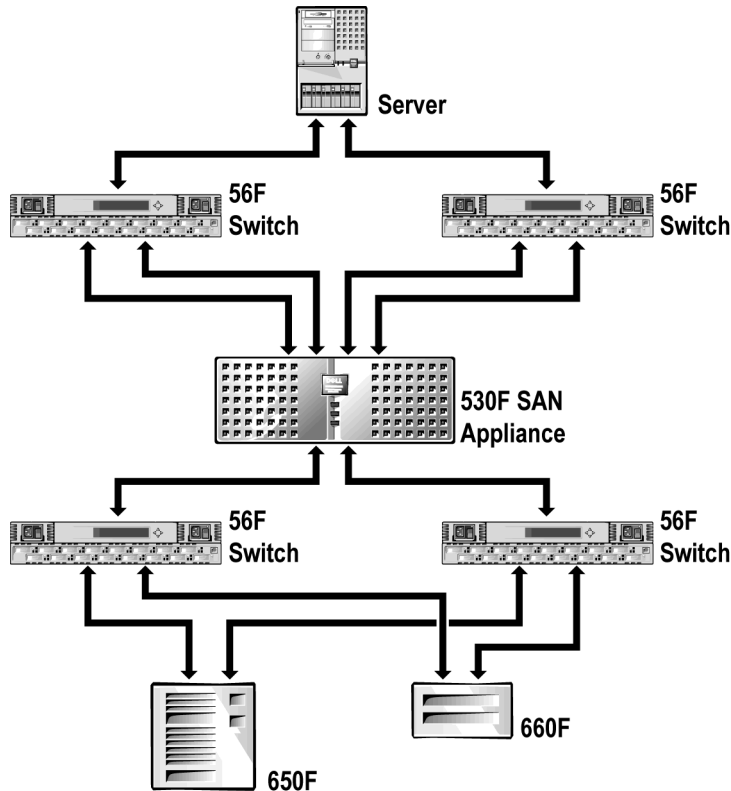 Server
56F
Switch
56F
Switch
530F SAN
Appliance
56F
Switch
56F
Switch
650F
660F